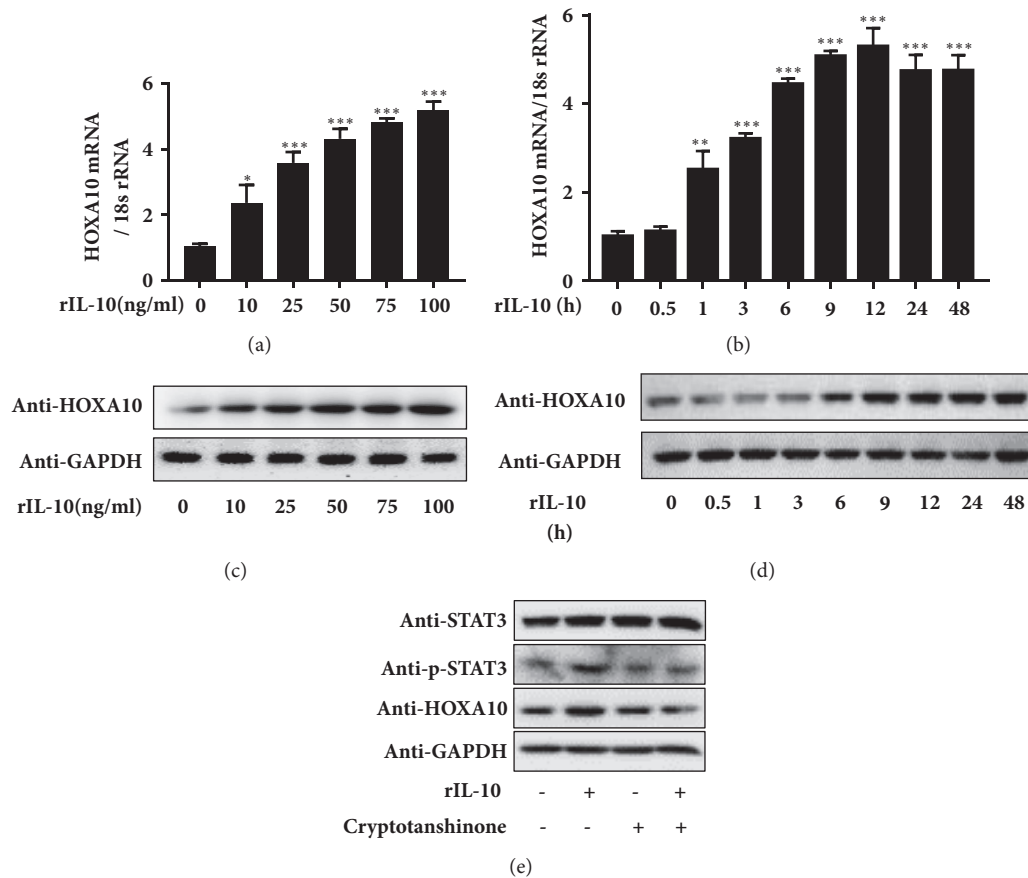 HOXA10 mRNA
/ 18s rRNA
6
4
2
0
* *** *** *** ***
rIL-10(ng/ml) 0 10 25 50 75 100
(a)
HOXA10 mRNA/18s rRNA
6
4
2
0
** *** *** *** *** *** ***
rIL-10 (h) 0 0.5 1 3 6 9 12 24 48
(b)
Anti-HOXA10
Anti-GAPDH
rIL-10(ng/ml) 0 10 25 50 75 100
(c)
Anti-HOXA10
Anti-GAPDH
rIL-10 0 0.5 1 3 6 9 12 24 48
(h)
(d)
Anti-STAT3
Anti-p-STAT3
Anti-HOXA10
Anti-GAPDH
rIL-10 - + - +
Cryptotanshinone - - + +
(e)